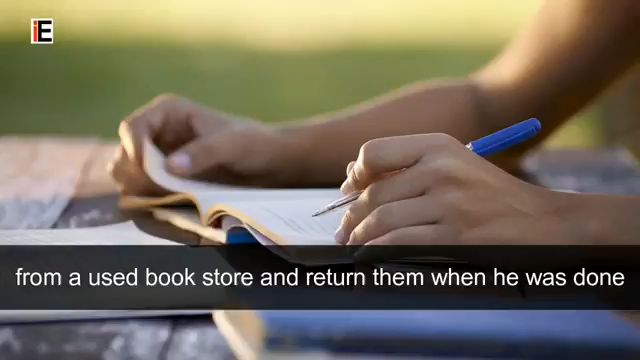 iE
from a used book store and return them when he was done